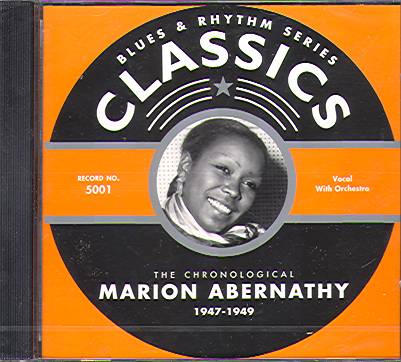 BLUES & RHYTHM SERIES
CLASSICS
RECORD NO.
5001
Vocal
With Orchestra
THE CHRONOLOGICAL
MARION ABERNATHY
1947-1949